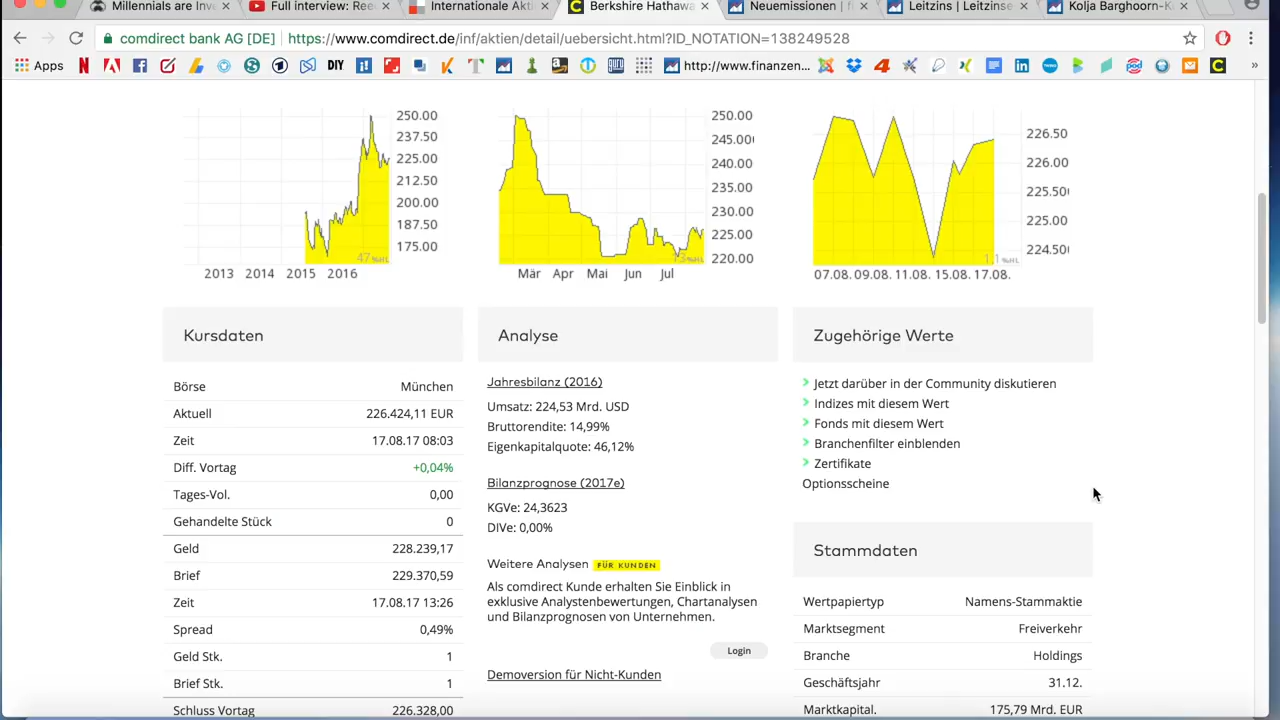 Millennials are Inv
Full interview: Ree
Internationale Akti
Berkshire Hathawa
Neuemissionen | f
Leitzins | Leitzinse
Kolja Barghoorn-K
comdirect bank AG [DE] https://www.comdirect.de/inf/aktien/detail/uebersicht.html?ID_NOTATION=138249528
Apps DIY http://www.finanzen...
250.00
237.50
225.00
212.50
200.00
187.50
175.00
2013 2014 2015 2016
250.00
245.00
240.00
235.00
230.00
225.00
220.00
Mär Apr Mai Jun Jul
226.50
226.00
225.50
225.00
224.50
07.08. 09.08. 11.08. 15.08. 17.08.
Kursdaten
Börse München
Aktuell 226.424,11 EUR
Zeit 17.08.17 08:03
Diff. Vortag +0,04%
Tages-Vol. 0,00
Gehandelte Stück 0
Geld 228.239,17
Brief 229.370,59
Zeit 17.08.17 13:26
Spread 0,49%
Geld Stk. 1
Brief Stk. 1
Schluss Vortag 226.328,00
Analyse
Jahresbilanz (2016)
Umsatz: 224,53 Mrd. USD
Bruttorendite: 14,99%
Eigenkapitalquote: 46,12%
Bilanzprognose (2017e)
KGVe: 24,3623
DIVe: 0,00%
Weitere Analysen FÜR KUNDEN
Als comdirect Kunde erhalten Sie Einblick in
exklusive Analystenbewertungen, Chartanalysen
und Bilanzprognosen von Unternehmen.
Login
Demoversion für Nicht-Kunden
Zugehörige Werte
Jetzt darüber in der Community diskutieren
Indizes mit diesem Wert
Fonds mit diesem Wert
Branchenfilter einblenden
Zertifikate
Optionsscheine
Stammdaten
Wertpapiertyp Namens-Stammaktie
Marktsegment Freiverkehr
Branche Holdings
Geschäftsjahr 31.12.
Marktkapital. 175,79 Mrd. EUR